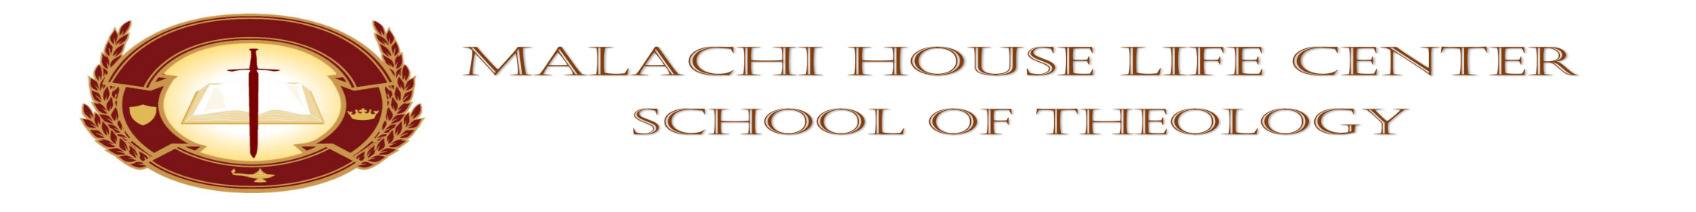 MALACHI HOUSE LIFE CENTER
SCHOOL OF THEOLOGY